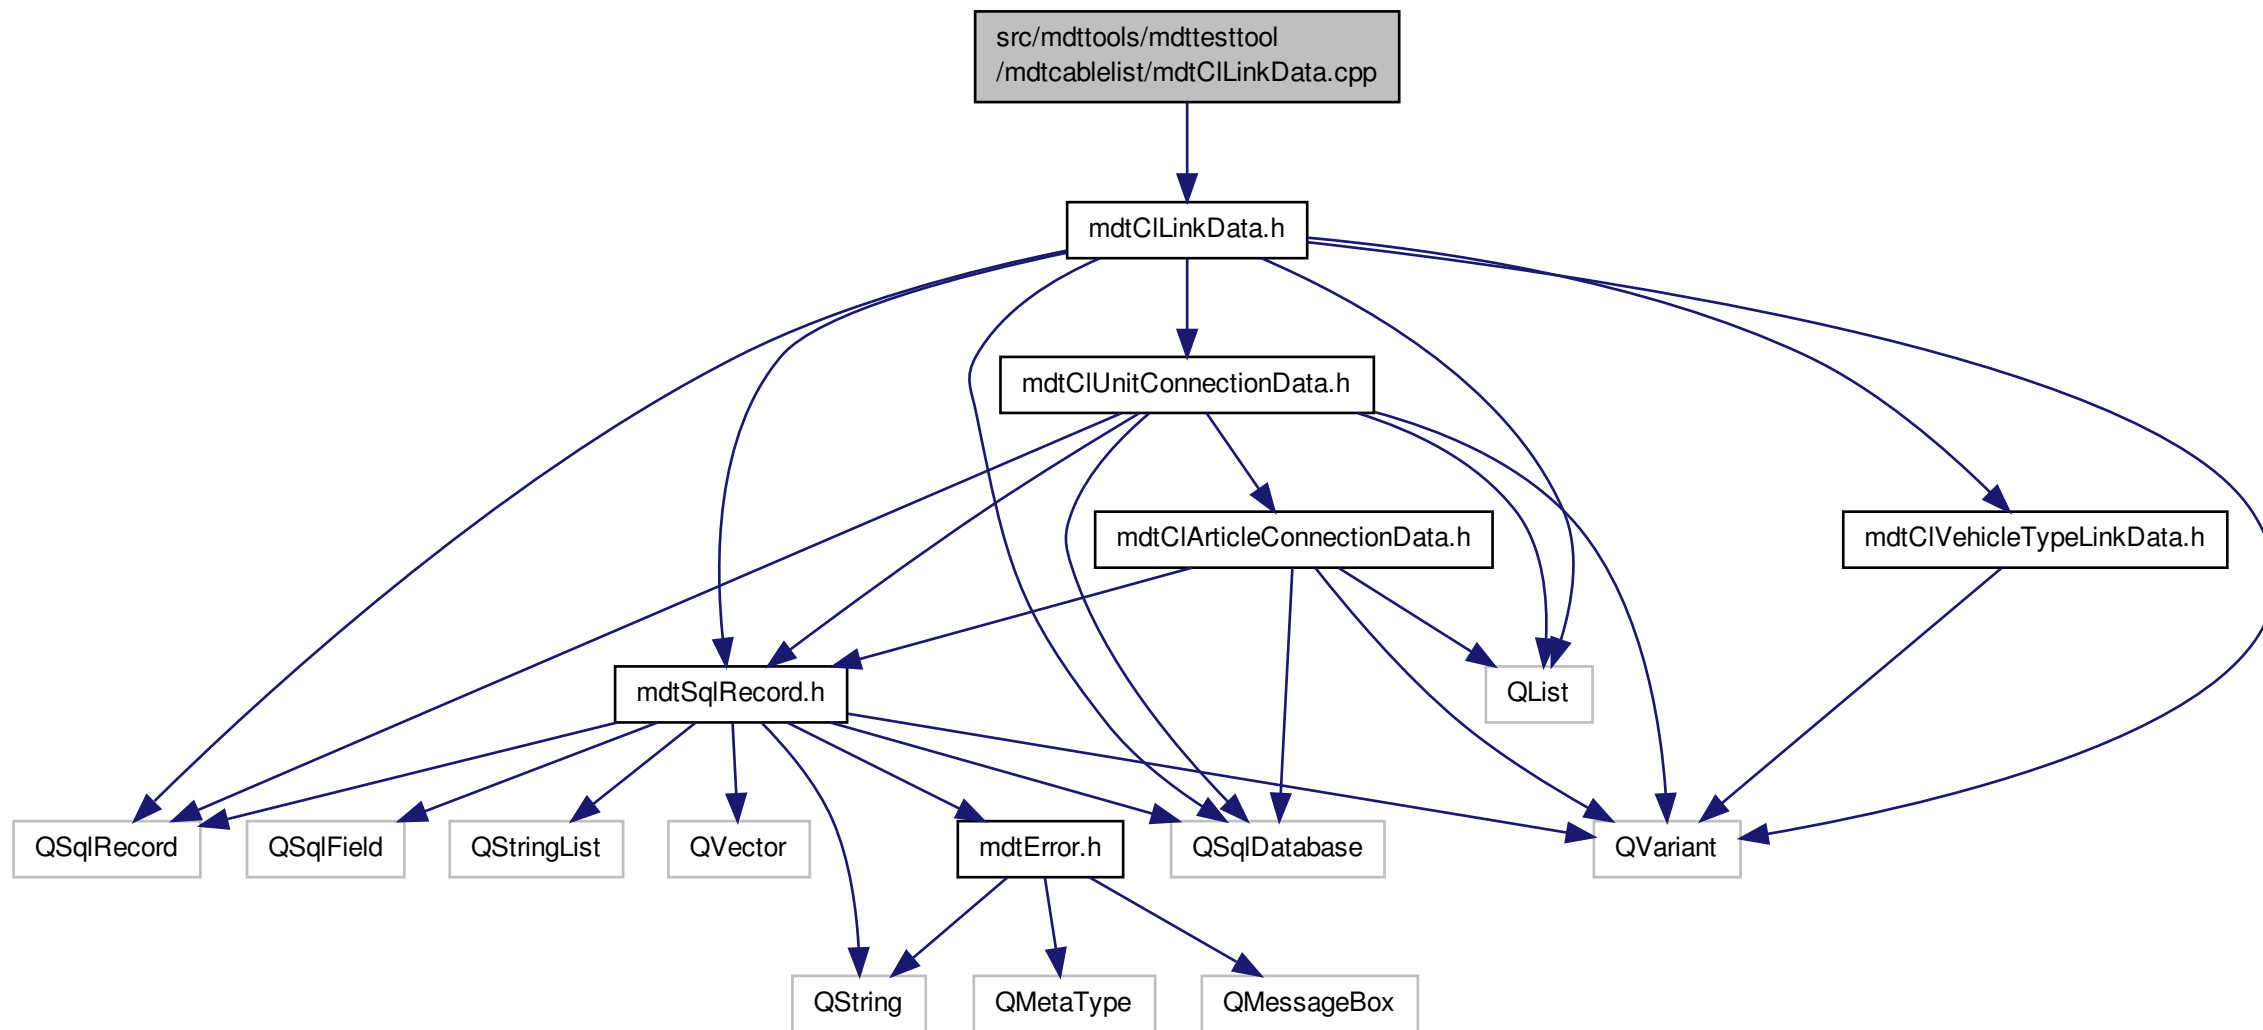 src/mdttools/mdttesttool
/mdtcablelist/mdtClLinkData.cpp
mdtClLinkData.h
mdtClUnitConnectionData.h
mdtClArticleConnectionData.h
mdtClVehicleTypeLinkData.h
mdtSqlRecord.h
QList
QSqlRecord
QSqlField
QStringList
QVector
mdtError.h
QSqlDatabase
QVariant
QString
QMetaType
QMessageBox